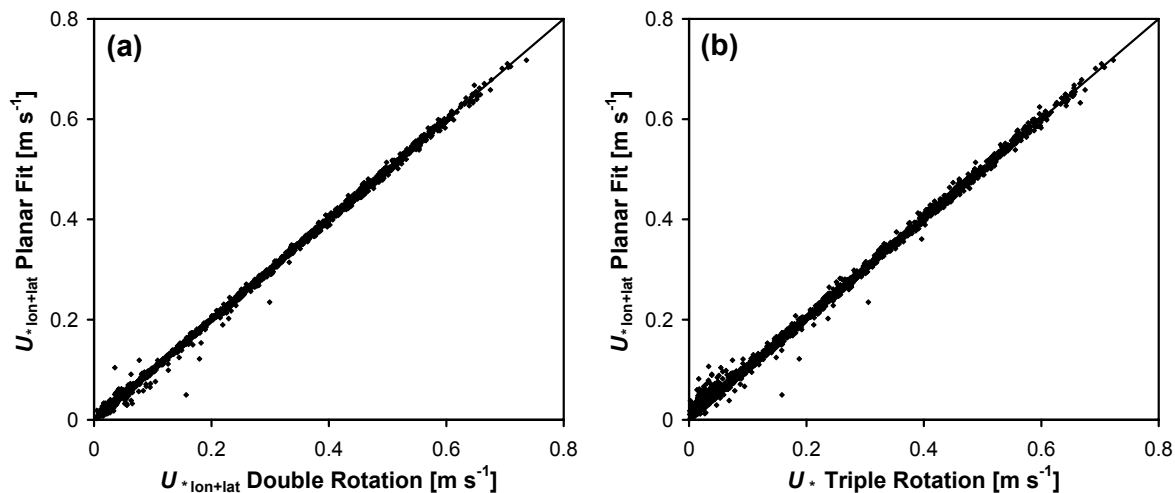 (a)
0.8
0.6
0.4
0.2
0
U*lon+lat Planar Fit [m s⁻¹]
0 0.2 0.4 0.6 0.8
U*lon+lat Double Rotation [m s⁻¹]
(b)
0.8
0.6
0.4
0.2
0
U*lon+lat Planar Fit [m s⁻¹]
0 0.2 0.4 0.6 0.8
U* Triple Rotation [m s⁻¹]